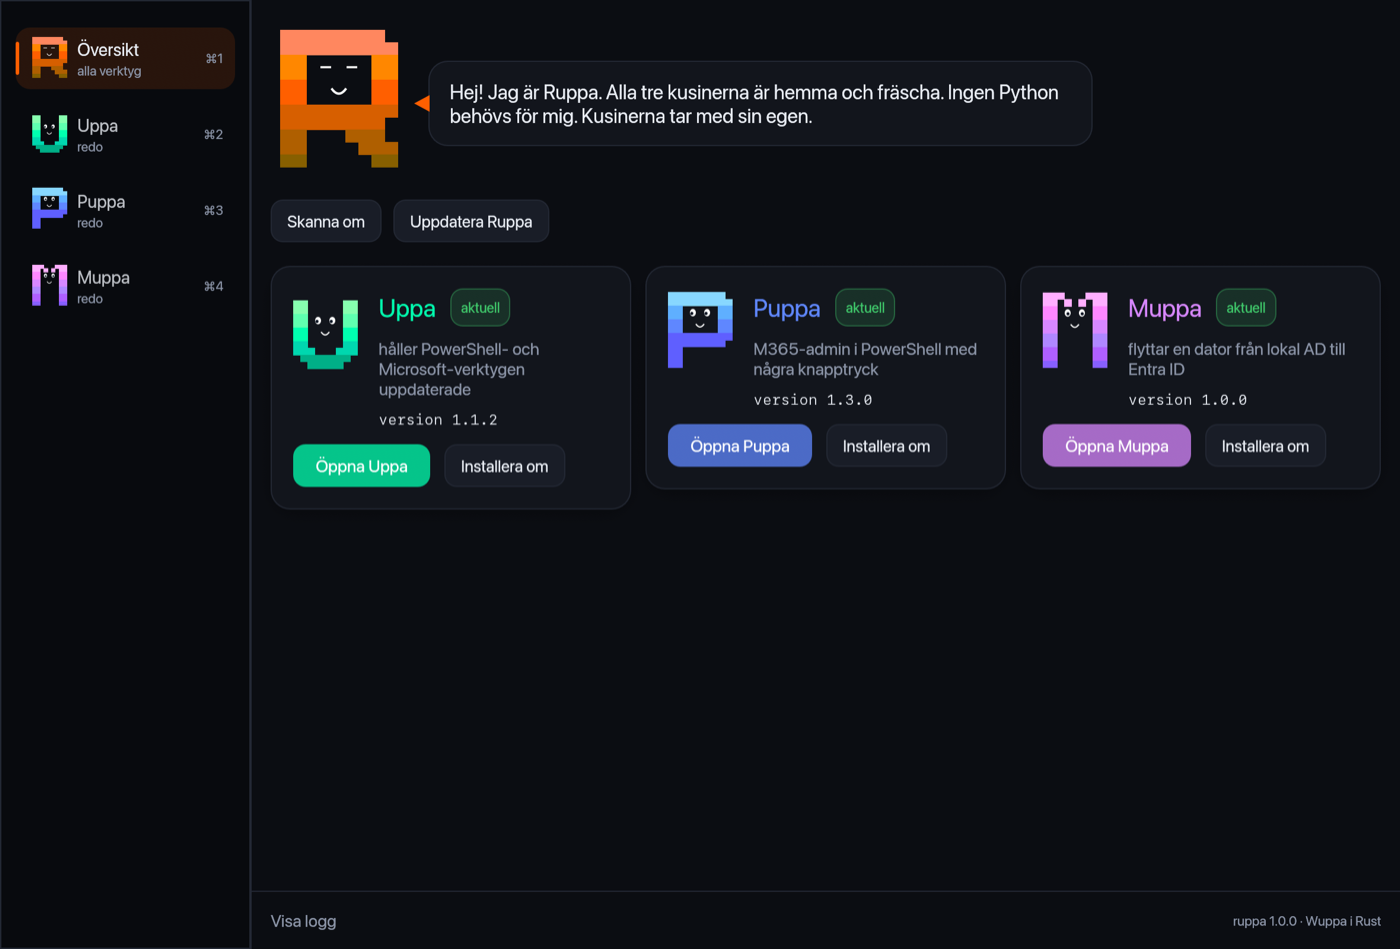 Översikt
alla verktyg
⌘1
Uppa
redo
⌘2
Puppa
redo
⌘3
Muppa
redo
⌘4
Hej! Jag är Ruppa. Alla tre kusinerna är hemma och fräscha. Ingen Python
behövs för mig. Kusinerna tar med sin egen.
Skanna om
Uppdatera Ruppa
Uppa
aktuell
håller PowerShell- och
Microsoft-verktygen
uppdaterade
version 1.1.2
Öppna Uppa
Installera om
Puppa
aktuell
M365-admin i PowerShell med
några knapptryck
version 1.3.0
Öppna Puppa
Installera om
Muppa
aktuell
flyttar en dator från lokal AD till
Entra ID
version 1.0.0
Öppna Muppa
Installera om
Visa logg
ruppa 1.0.0 · Wuppa i Rust